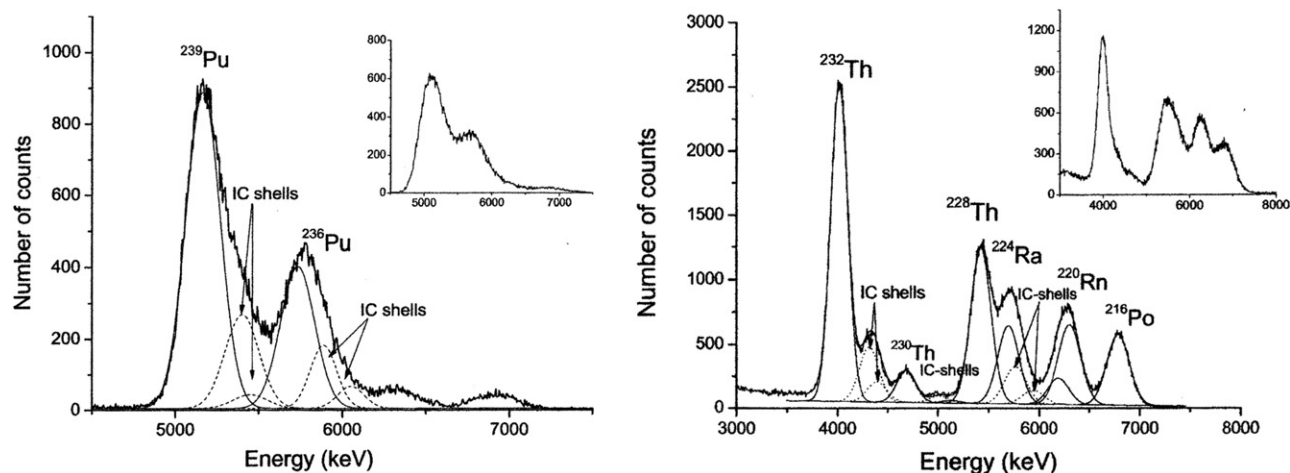 ²³⁹Pu
IC shells
²³⁶Pu
IC shells
Number of counts
1000
800
600
400
200
0
5000
6000
7000
Energy (keV)
800
600
400
200
0
5000
6000
7000
²³²Th
IC shells
²³⁰Th
IC-shells
²²⁸Th
²²⁴Ra
IC-shells
²²⁰Rn
²¹⁶Po
Number of counts
3000
2500
2000
1500
1000
500
0
3000
4000
5000
6000
7000
8000
Energy (keV)
1200
900
600
300
0
4000
6000
8000